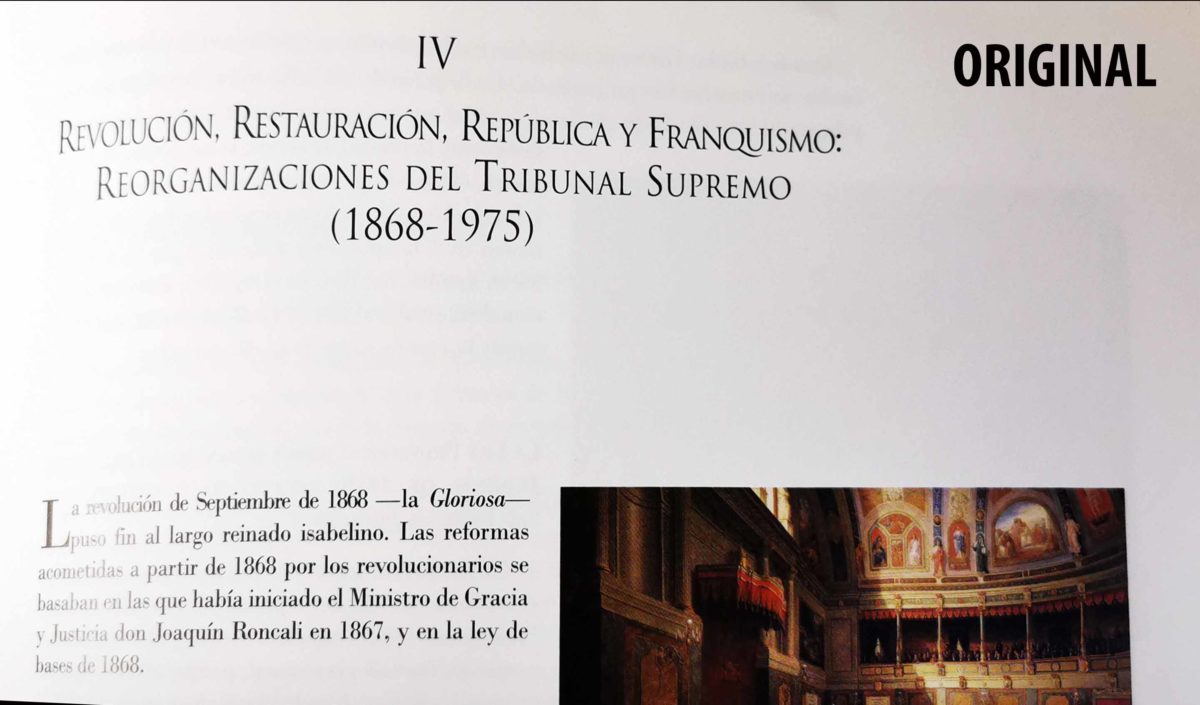 IV
ORIGINAL
REVOLUCIÓN, RESTAURACIÓN, REPÚBLICA Y FRANQUISMO:
REORGANIZACIONES DEL TRIBUNAL SUPREMO
(1868-1975)
La revolución de Septiembre de 1868 —la Gloriosa—
puso fin al largo reinado isabelino. Las reformas
acometidas a partir de 1868 por los revolucionarios se
basaban en las que había iniciado el Ministro de Gracia
y Justicia don Joaquín Roncali en 1867, y en la ley de
bases de 1868.